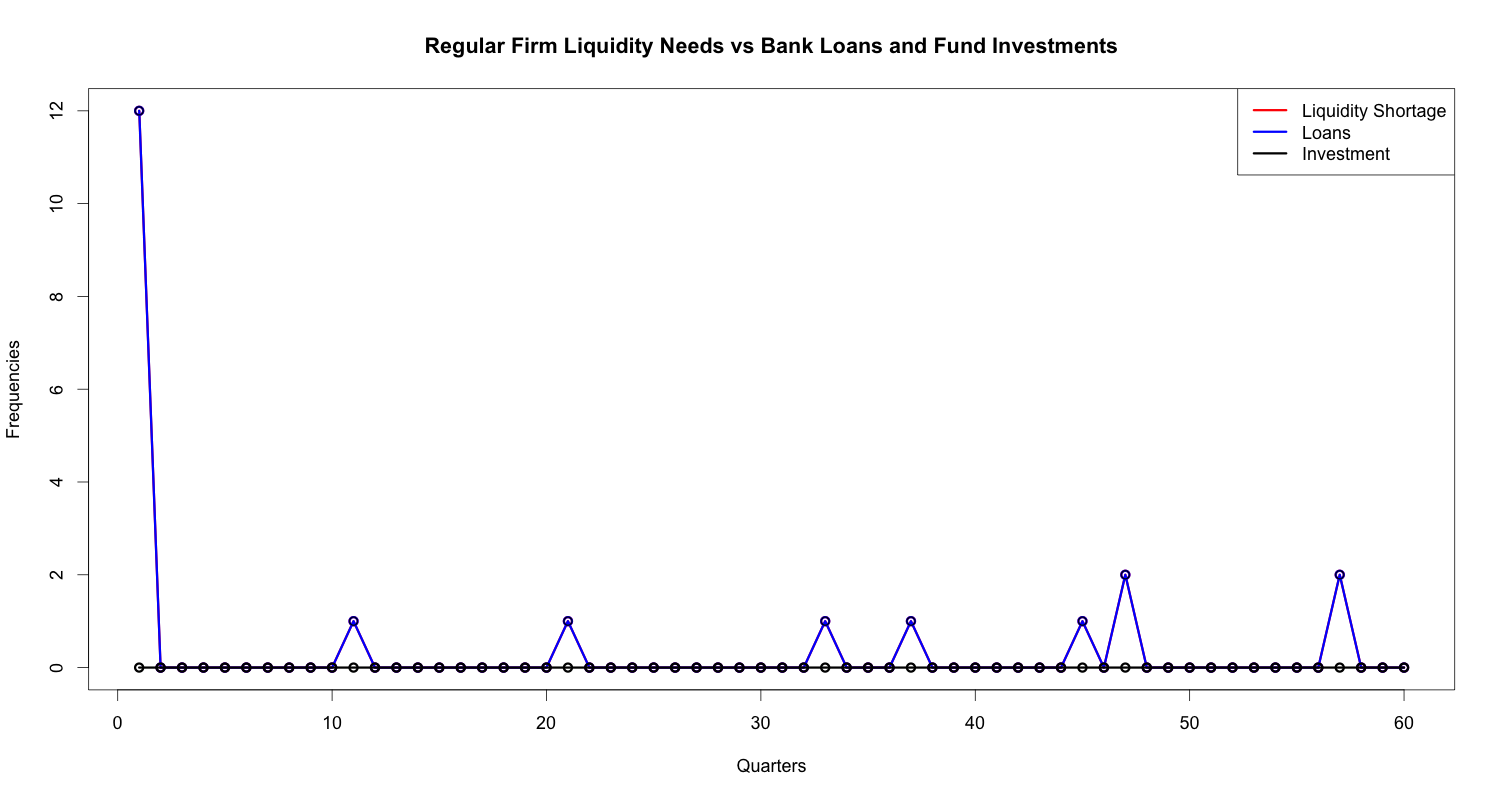 Regular Firm Liquidity Needs vs Bank Loans and Fund Investments
Liquidity Shortage
Loans
Investment
12
10
8
6
4
2
0
Frequencies
0 10 20 30 40 50 60
Quarters